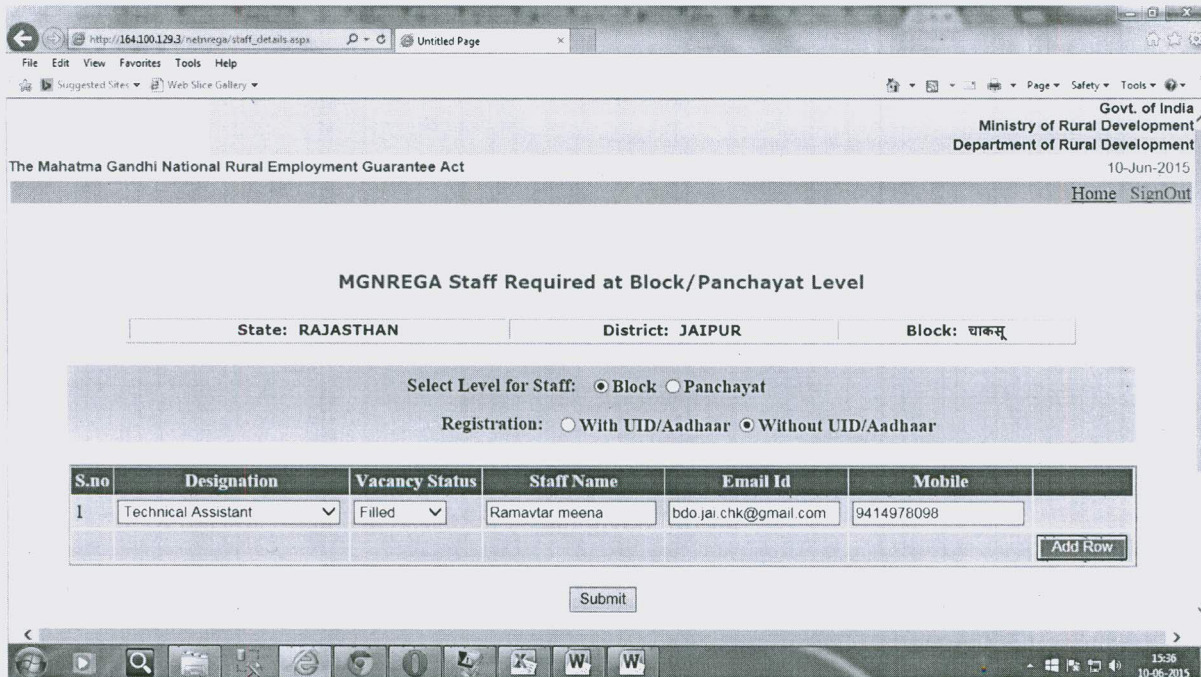 http://164.100.129.3/netnrega/staff_details.aspx
Untitled Page
File Edit View Favorites Tools Help
Suggested Sites Web Slice Gallery
Page Safety Tools
Govt. of India
Ministry of Rural Development
Department of Rural Development
The Mahatma Gandhi National Rural Employment Guarantee Act
10-Jun-2015
Home SignOut
MGNREGA Staff Required at Block/Panchayat Level
State: RAJASTHAN District: JAIPUR Block: चाकसू
Select Level for Staff: Block Panchayat
Registration: With UID/Aadhaar Without UID/Aadhaar
S.no Designation Vacancy Status Staff Name Email Id Mobile
1 Technical Assistant Filled Ramavtar meena bdo.jai.chk@gmail.com 9414978098
Add Row
Submit
15:36
10-06-2015